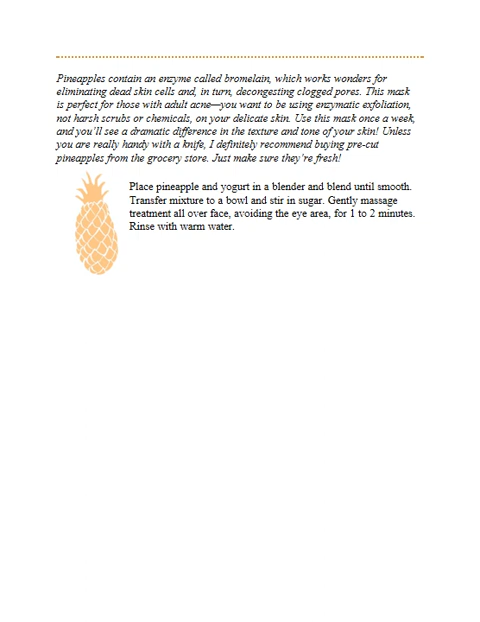 Pineapples contain an enzyme called bromelain, which works wonders for
eliminating dead skin cells and, in turn, decongesting clogged pores. This mask
is perfect for those with adult acne—you want to be using enzymatic exfoliation,
not harsh scrubs or chemicals, on your delicate skin. Use this mask once a week,
and you'll see a dramatic difference in the texture and tone of your skin! Unless
you are really handy with a knife, I definitely recommend buying pre-cut
pineapples from the grocery store. Just make sure they're fresh!
Place pineapple and yogurt in a blender and blend until smooth.
Transfer mixture to a bowl and stir in sugar. Gently massage
treatment all over face, avoiding the eye area, for 1 to 2 minutes.
Rinse with warm water.